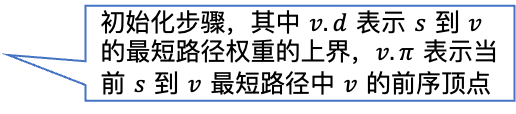 初始化步骤，其中 v.d 表示 s 到 v
的最短路径权重的上界，v.π 表示当
前 s 到 v 最短路径中 v 的前序顶点